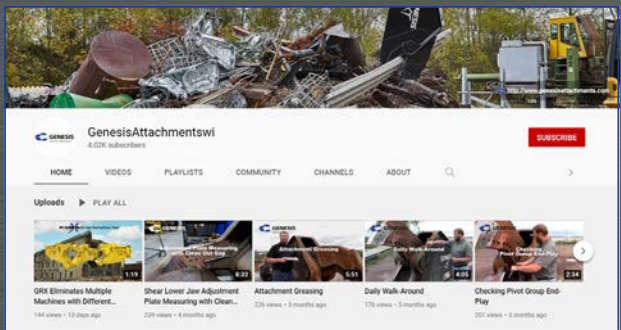 GENESIS
http://www.genesisattachments.com
GENESIS
GenesisAttachmentswi
4.02K subscribers
SUBSCRIBE
HOME VIDEOS PLAYLISTS COMMUNITY CHANNELS ABOUT
Uploads PLAY ALL
1:19
GENESIS
Adjustment Plate Measuring
with Clean Out Gap
8:32
GENESIS
Attachment Greasing
5:51
GENESIS
Daily Walk-Around
4:05
GENESIS
Checking
Pivot Group End-Play
2:34
GRX Eliminates Multiple
Machines with Different...
144 views • 13 days ago
Shear Lower Jaw Adjustment
Plate Measuring with Clean...
239 views • 4 months ago
Attachment Greasing
226 views • 5 months ago
Daily Walk-Around
176 views • 5 months ago
Checking Pivot Group End-
Play
201 views • 3 months ago